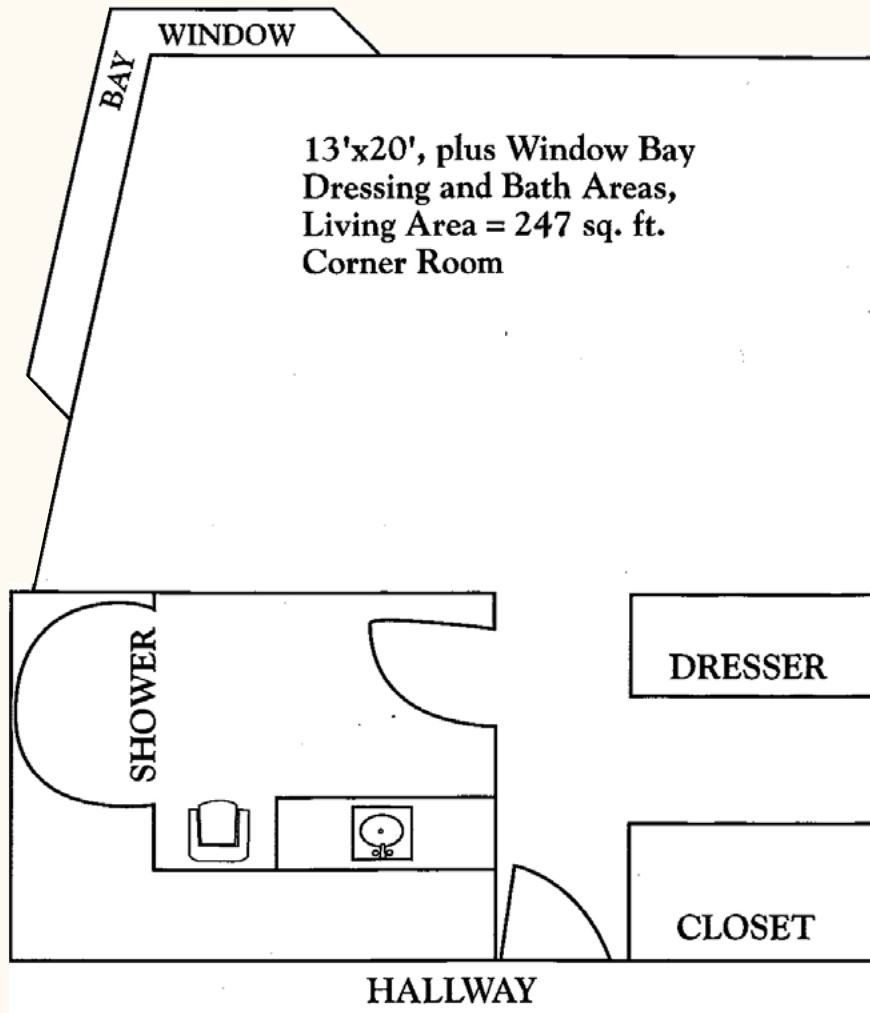 WINDOW
BAY
13'x20', plus Window Bay
Dressing and Bath Areas,
Living Area = 247 sq. ft.
Corner Room
SHOWER
DRESSER
CLOSET
HALLWAY